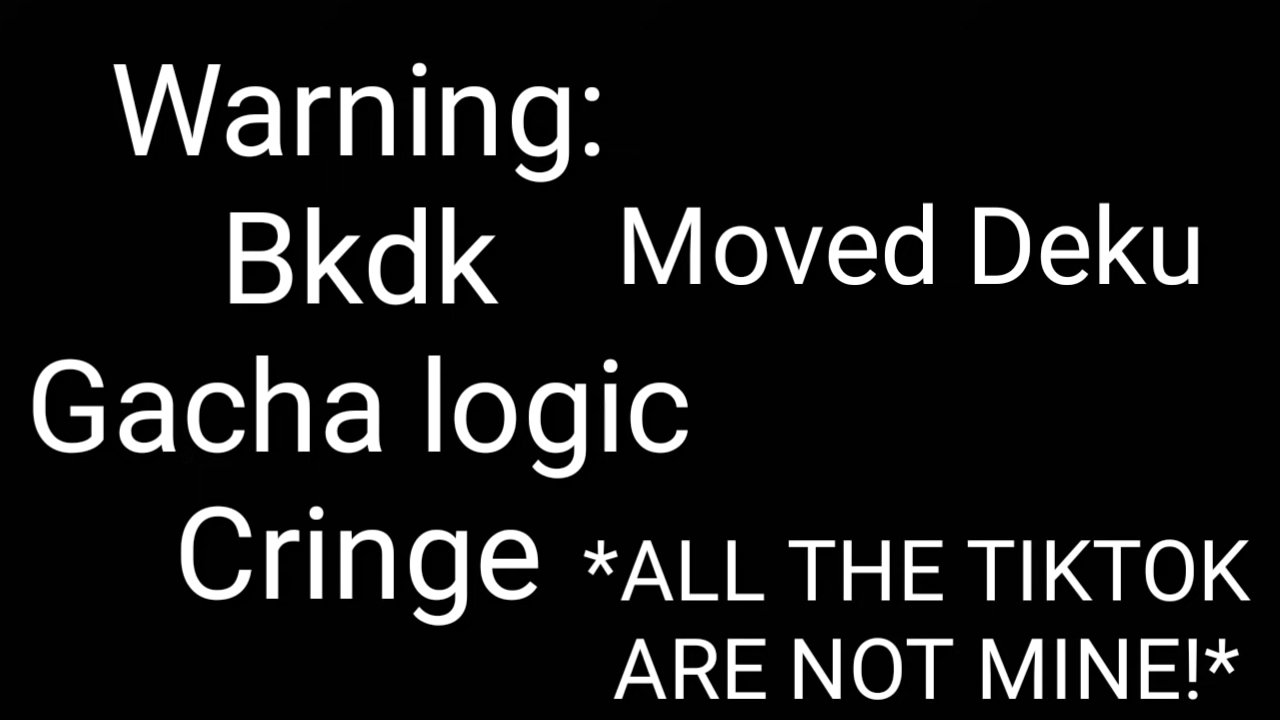 Warning:
Bkdk
Moved Deku
Gacha logic
Cringe
*ALL THE TIKTOK
ARE NOT MINE!*